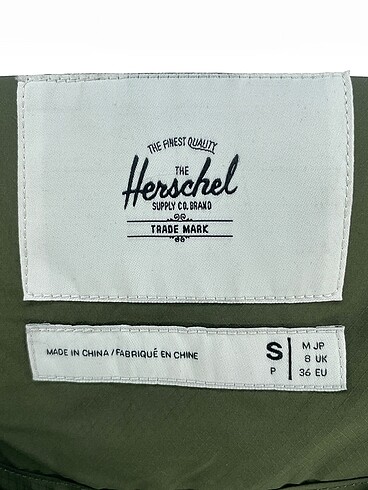 THE FINEST QUALITY
THE
Herschel
SUPPLY CO. BRAND
TRADE MARK
MADE IN CHINA / FABRIQUÉ EN CHINE
S
P
M JP
8 UK
36 EU